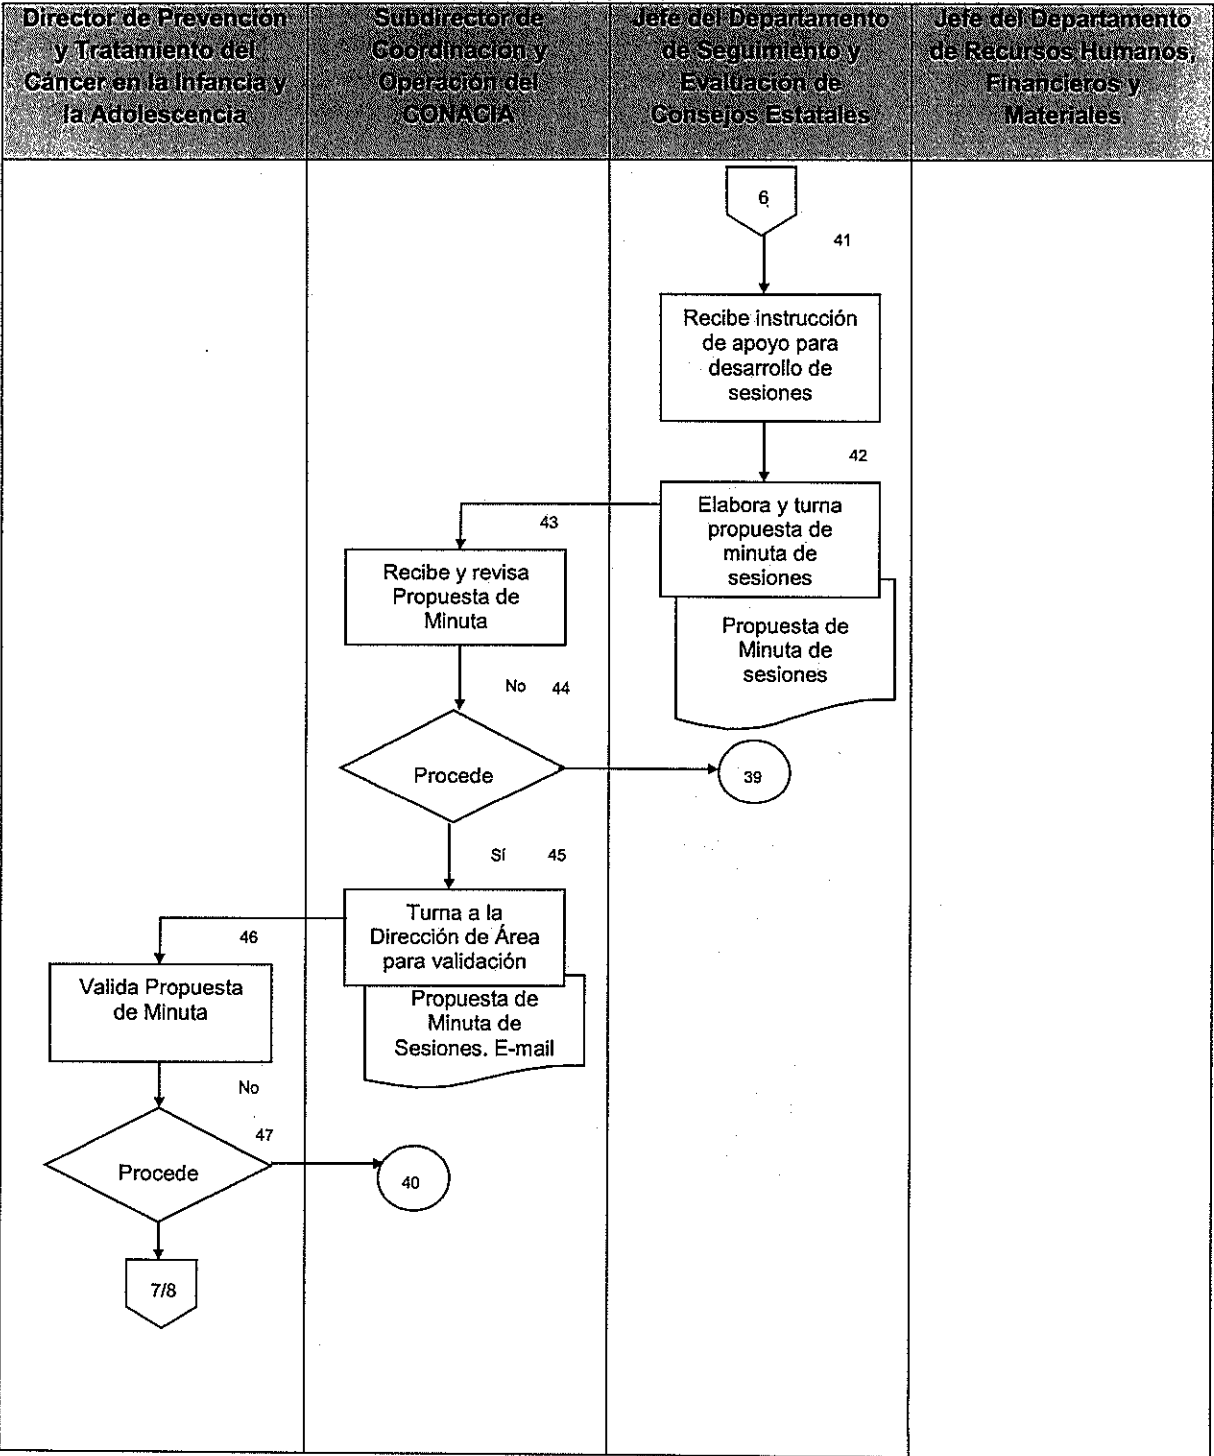 Director de Prevención
y Tratamiento del
Cáncer en la Infancia y
la Adolescencia
Subdirector de
Coordinación y
Operación del
CONACIA
Jefe del Departamento
de Seguimiento y
Evaluación de
Consejos Estatales
Jefe del Departamento
de Recursos Humanos,
Financieros y
Materiales
6
41
Recibe instrucción
de apoyo para
desarrollo de
sesiones
42
Elabora y turna
propuesta de
minuta de
sesiones
Propuesta de
Minuta de
sesiones
43
Recibe y revisa
Propuesta de
Minuta
No 44
Procede
39
Sí 45
Turna a la
Dirección de Área
para validación
Propuesta de
Minuta de
Sesiones. E-mail
46
Valida Propuesta
de Minuta
No
47
Procede
40
7/8